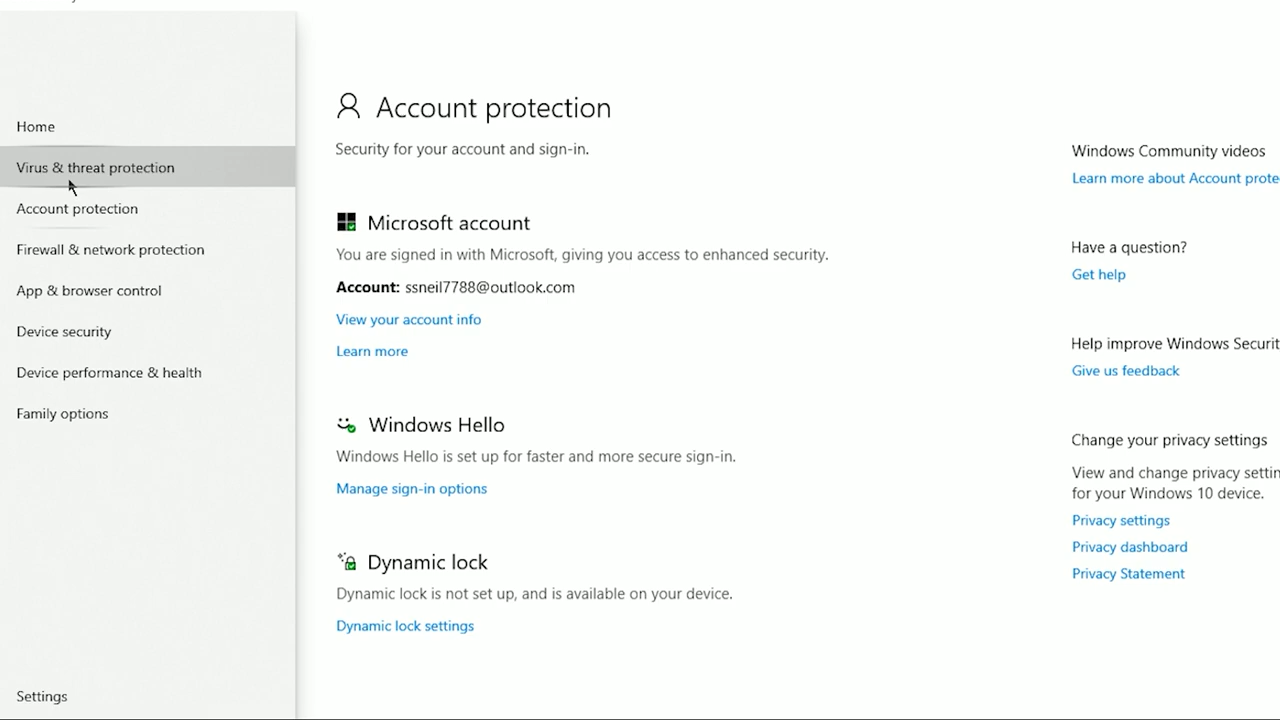 Home
Virus & threat protection
Account protection
Firewall & network protection
App & browser control
Device security
Device performance & health
Family options
Settings
Account protection
Security for your account and sign-in.
Microsoft account
You are signed in with Microsoft, giving you access to enhanced security.
Account: ssneil7788@outlook.com
View your account info
Learn more
Windows Hello
Windows Hello is set up for faster and more secure sign-in.
Manage sign-in options
Dynamic lock
Dynamic lock is not set up, and is available on your device.
Dynamic lock settings
Windows Community videos
Learn more about Account prote
Have a question?
Get help
Help improve Windows Securit
Give us feedback
Change your privacy settings
View and change privacy settin
for your Windows 10 device.
Privacy settings
Privacy dashboard
Privacy Statement